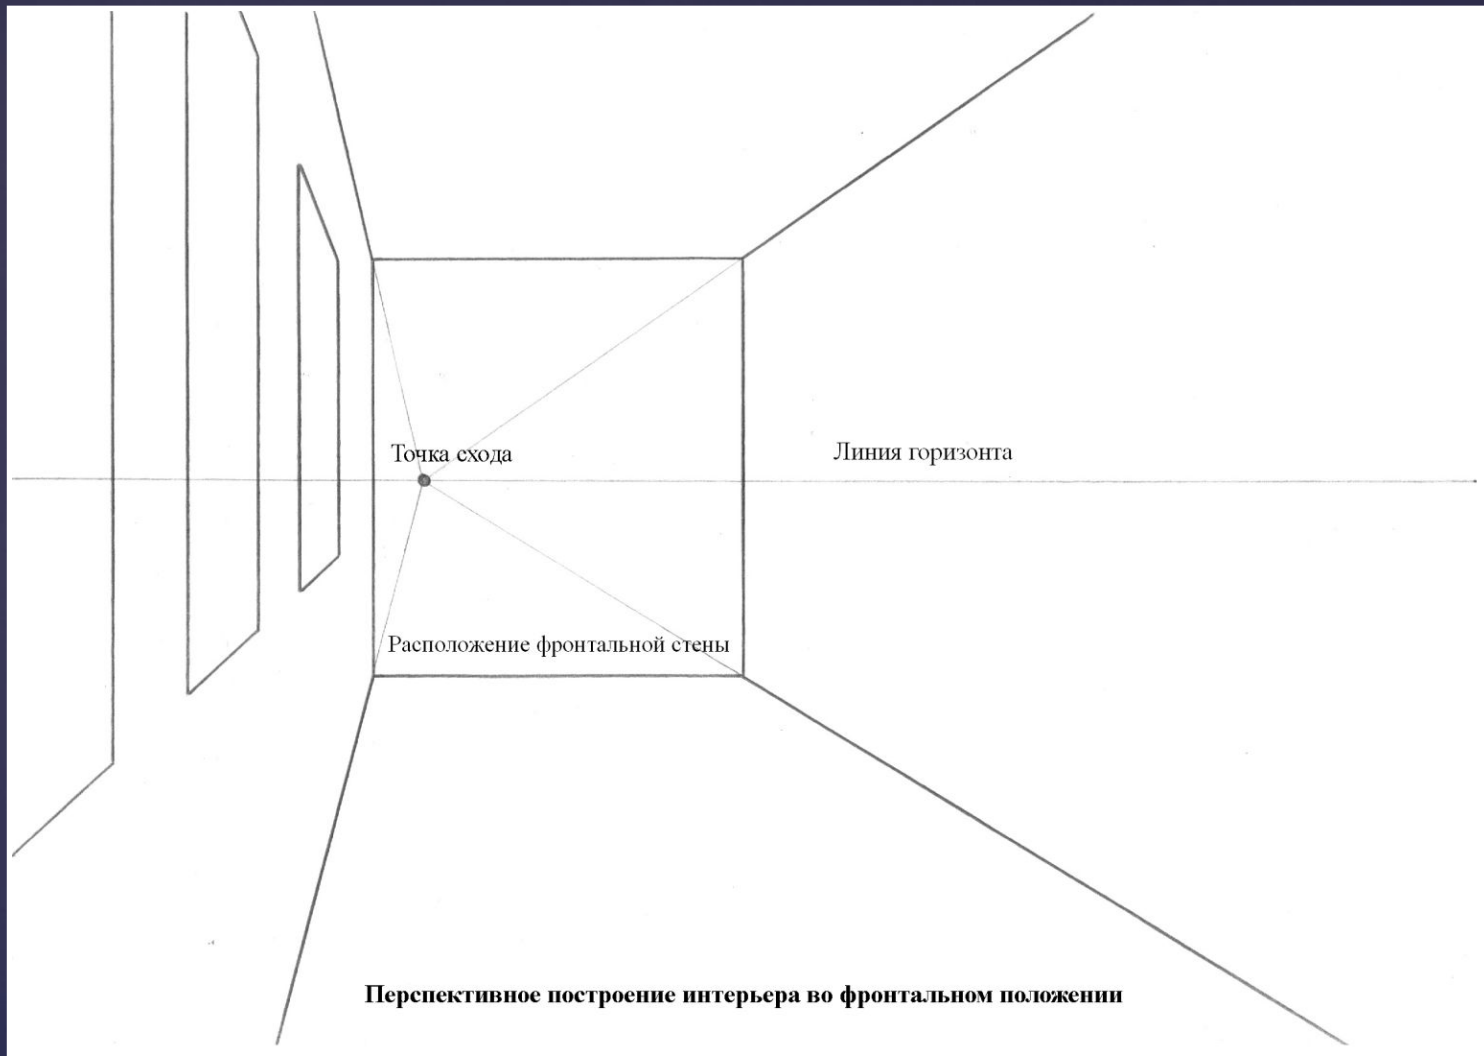 Точка схода
Линия горизонта
Расположение фронтальной стены
Перспективное построение интерьера во фронтальном положении